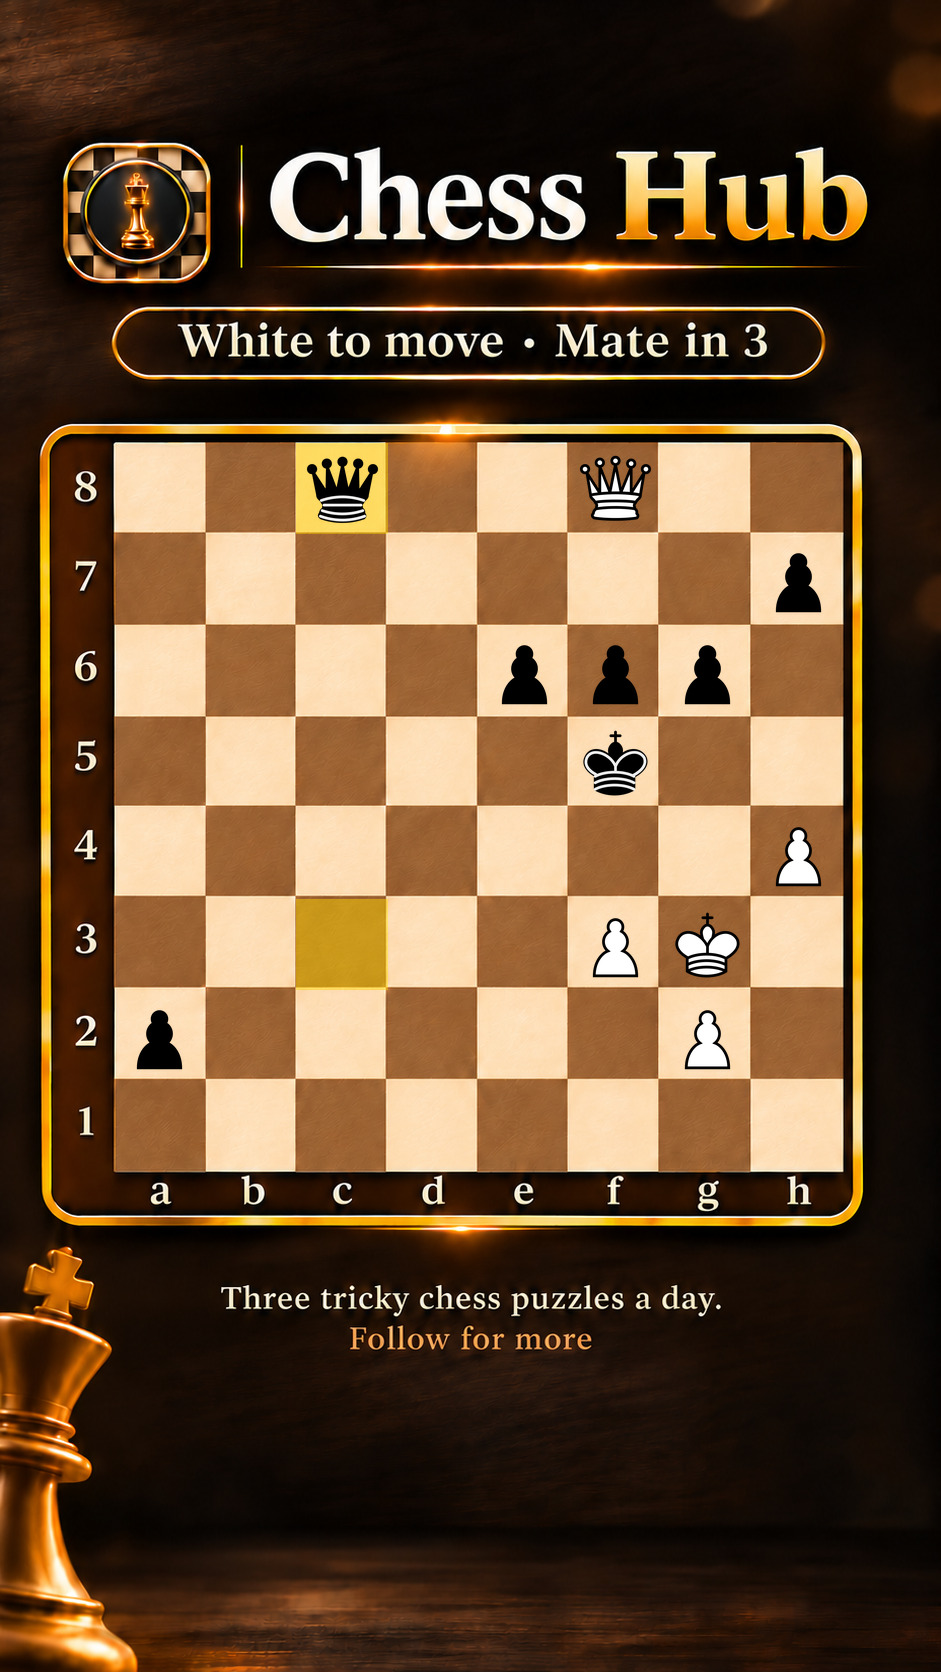 Chess Hub
White to move • Mate in 3
8
7
6
5
4
3
2
1
a b c d e f g h
Three tricky chess puzzles a day.
Follow for more